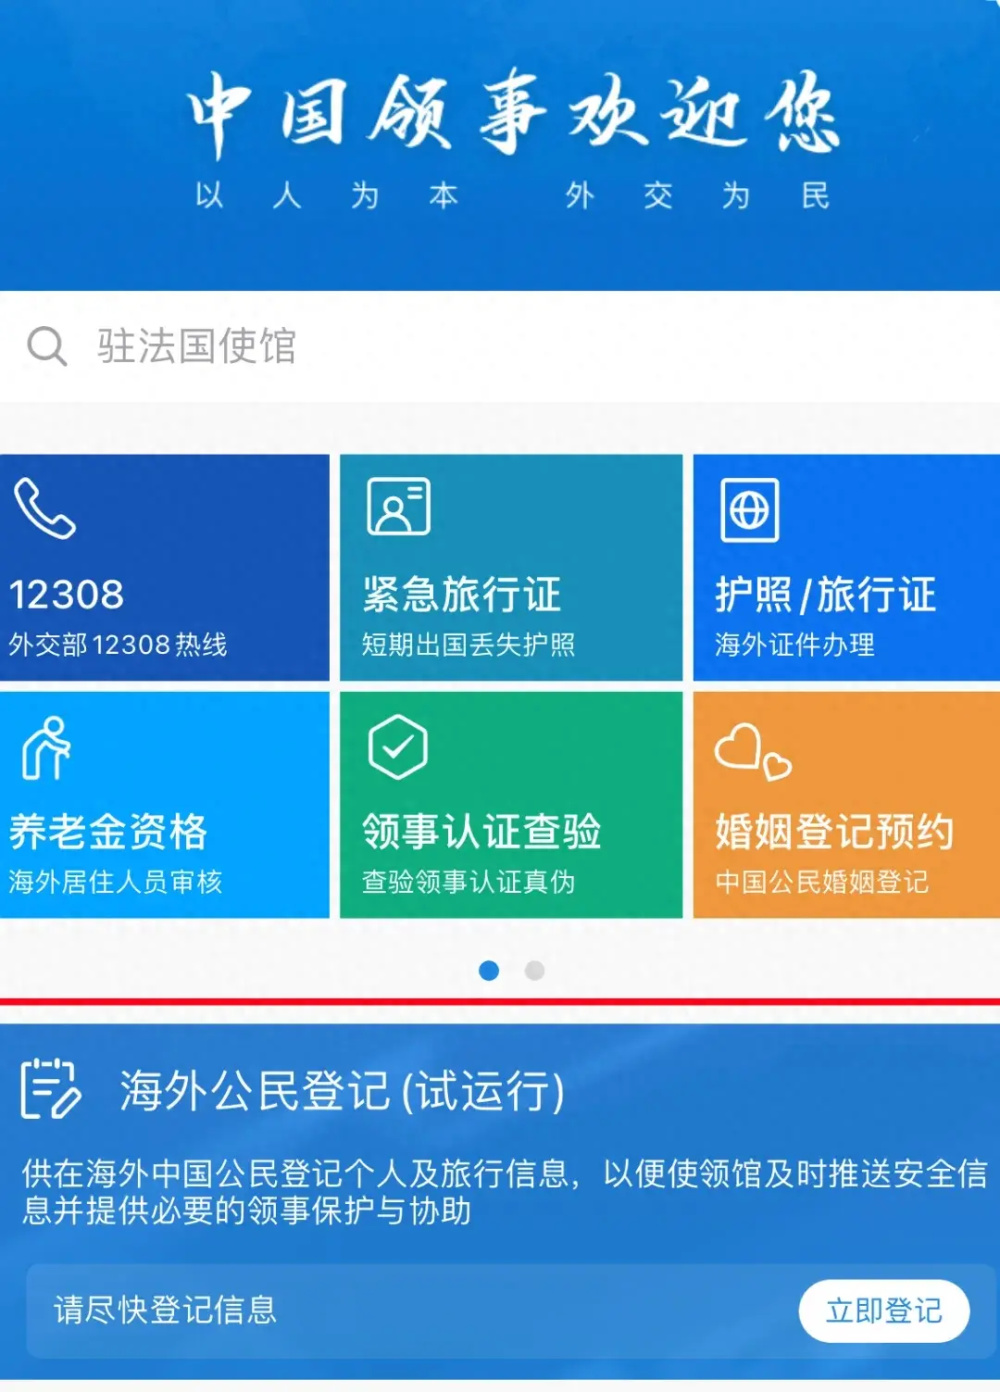 中国领事欢迎您
以人为本 外交为民
驻法国使馆
12308
外交部12308热线
紧急旅行证
短期出国丢失护照
护照/旅行证
海外证件办理
养老金资格
海外居住人员审核
领事认证查验
查验领事认证真伪
婚姻登记预约
中国公民婚姻登记
海外公民登记(试运行)
供在海外中国公民登记个人及旅行信息，以便使领馆及时推送安全信
息并提供必要的领事保护与协助
请尽快登记信息
立即登记